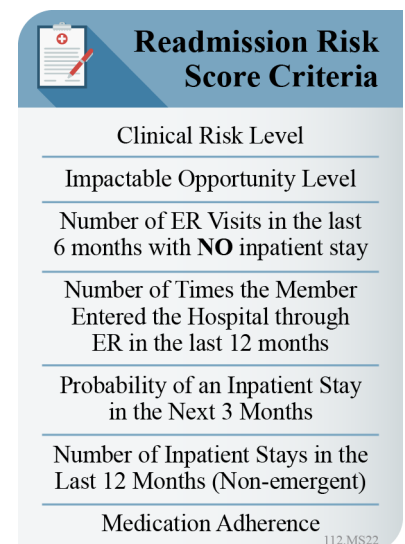 Readmission Risk
Score Criteria
Clinical Risk Level
Impactable Opportunity Level
Number of ER Visits in the last
6 months with NO inpatient stay
Number of Times the Member
Entered the Hospital through
ER in the last 12 months
Probability of an Inpatient Stay
in the Next 3 Months
Number of Inpatient Stays in the
Last 12 Months (Non-emergent)
Medication Adherence
112.MS22